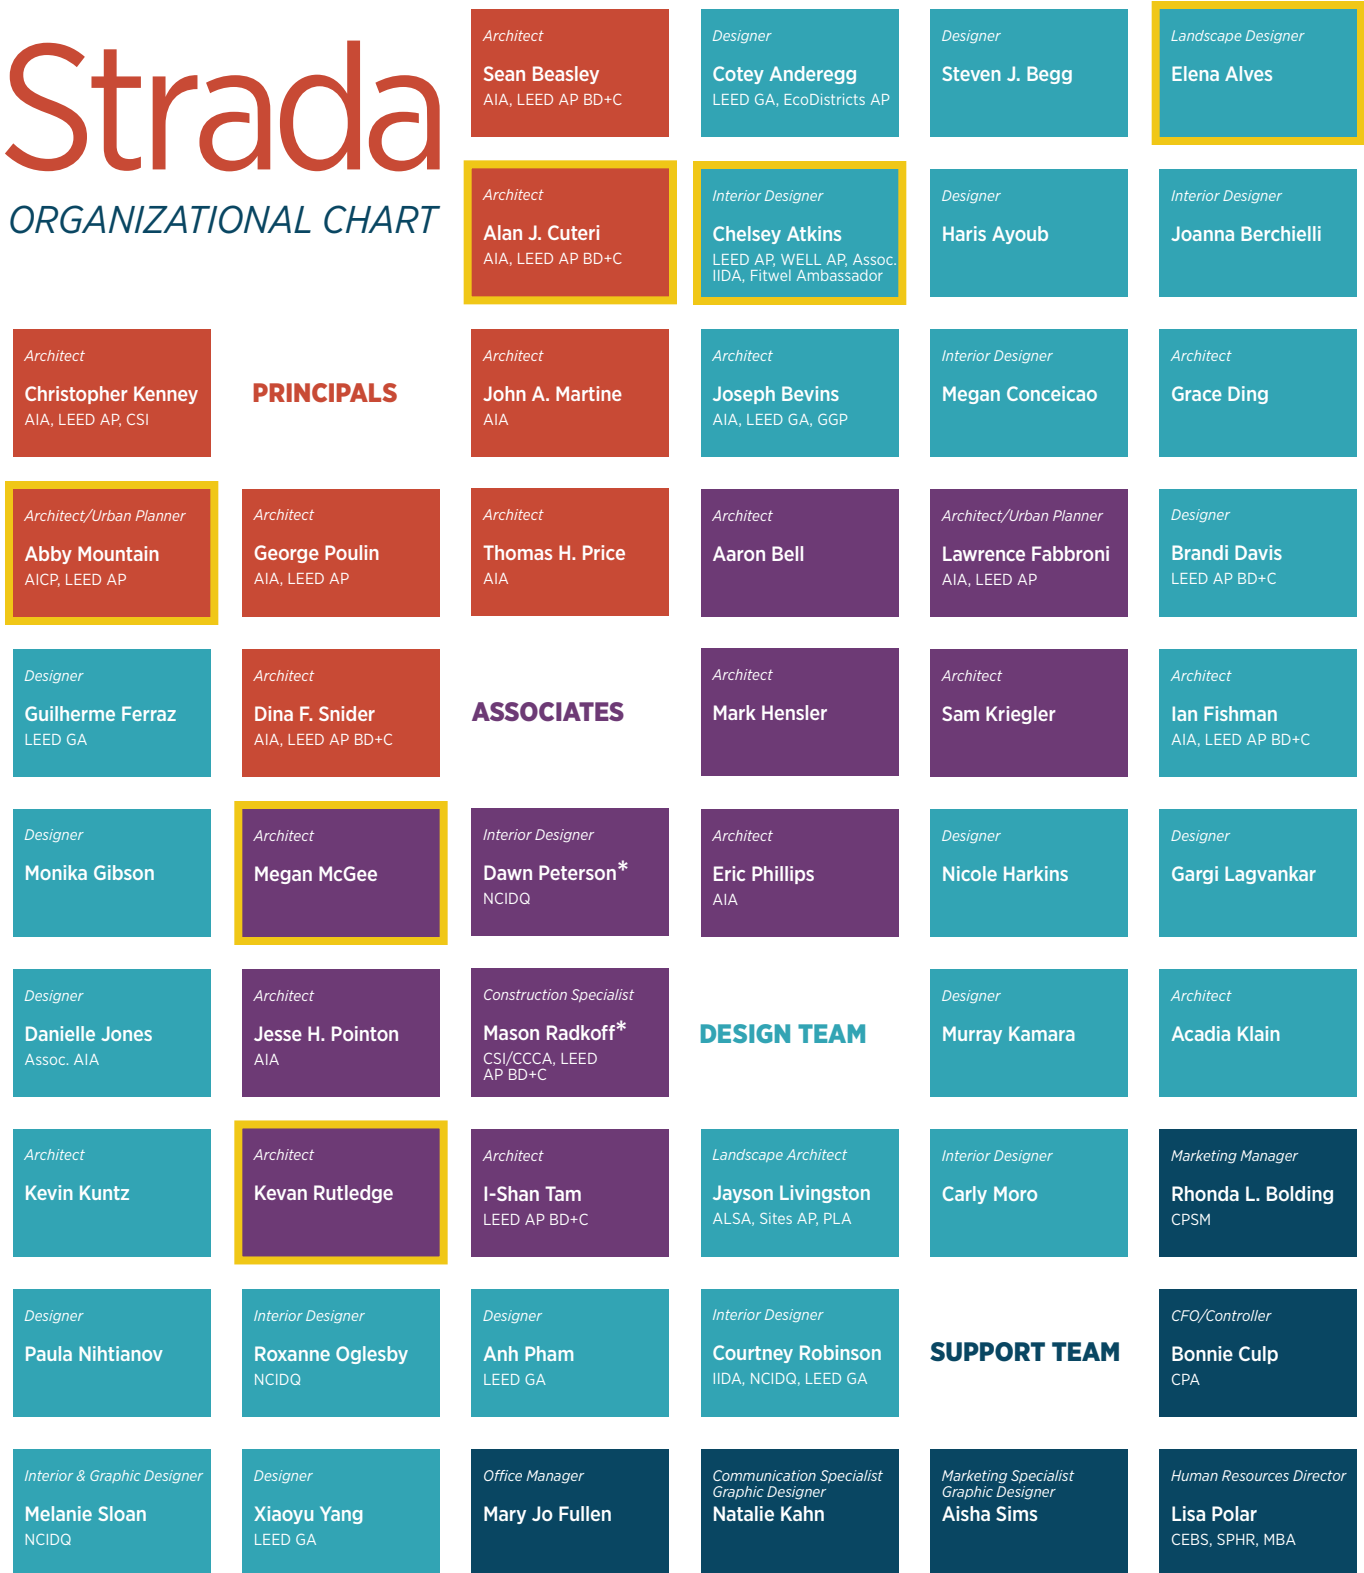 Strada
ORGANIZATIONAL CHART
Architect
Sean Beasley
AIA, LEED AP BD+C
Designer
Cotey Anderegg
LEED GA, EcoDistricts AP
Designer
Steven J. Begg
Landscape Designer
Elena Alves
Architect
Alan J. Cuteri
AIA, LEED AP BD+C
Interior Designer
Chelsey Atkins
LEED AP, WELL AP, Assoc.
IIDA, Fitwel Ambassador
Designer
Haris Ayoub
Interior Designer
Joanna Berchielli
Architect
Christopher Kenney
AIA, LEED AP, CSI
PRINCIPALS
Architect
John A. Martine
AIA
Architect
Joseph Bevins
AIA, LEED GA, GGP
Interior Designer
Megan Conceicao
Architect
Grace Ding
Architect/Urban Planner
Abby Mountain
AICP, LEED AP
Architect
George Poulin
AIA, LEED AP
Architect
Thomas H. Price
AIA
Architect
Aaron Bell
Architect/Urban Planner
Lawrence Fabbroni
AIA, LEED AP
Designer
Brandi Davis
LEED AP BD+C
Designer
Guilherme Ferraz
LEED GA
Architect
Dina F. Snider
AIA, LEED AP BD+C
ASSOCIATES
Architect
Mark Hensler
Architect
Sam Kriegler
Architect
Ian Fishman
AIA, LEED AP BD+C
Designer
Monika Gibson
Architect
Megan McGee
Interior Designer
Dawn Peterson*
NCIDQ
Architect
Eric Phillips
AIA
Designer
Nicole Harkins
Designer
Gargi Lagvankar
Designer
Danielle Jones
Assoc. AIA
Architect
Jesse H. Pointon
AIA
Construction Specialist
Mason Radkoff*
CSI/CCCA, LEED
AP BD+C
DESIGN TEAM
Designer
Murray Kamara
Architect
Acadia Klain
Architect
Kevin Kuntz
Architect
Kevan Rutledge
Architect
I-Shan Tam
LEED AP BD+C
Landscape Architect
Jayson Livingston
ALSA, Sites AP, PLA
Interior Designer
Carly Moro
Marketing Manager
Rhonda L. Bolding
CPSM
Designer
Paula Nihtianov
Interior Designer
Roxanne Oglesby
NCIDQ
Designer
Anh Pham
LEED GA
Interior Designer
Courtney Robinson
IIDA, NCIDQ, LEED GA
SUPPORT TEAM
CFO/Controller
Bonnie Culp
CPA
Interior & Graphic Designer
Melanie Sloan
NCIDQ
Designer
Xiaoyu Yang
LEED GA
Office Manager
Mary Jo Fullen
Communication Specialist
Graphic Designer
Natalie Kahn
Marketing Specialist
Graphic Designer
Aisha Sims
Human Resources Director
Lisa Polar
CEBS, SPHR, MBA